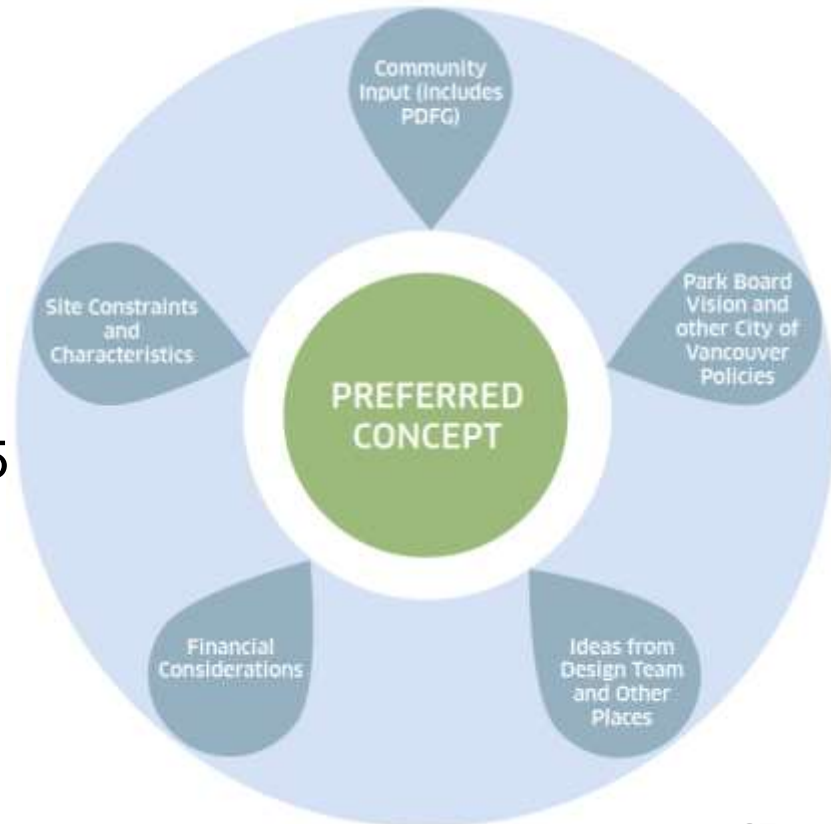 Community
Input (includes
PDFG)
Park Board
Vision and
other City of
Vancouver
Policies
Site Constraints
and
Characteristics
PREFERRED
CONCEPT
5
Financial
Considerations
Ideas from
Design Team
and Other
Places